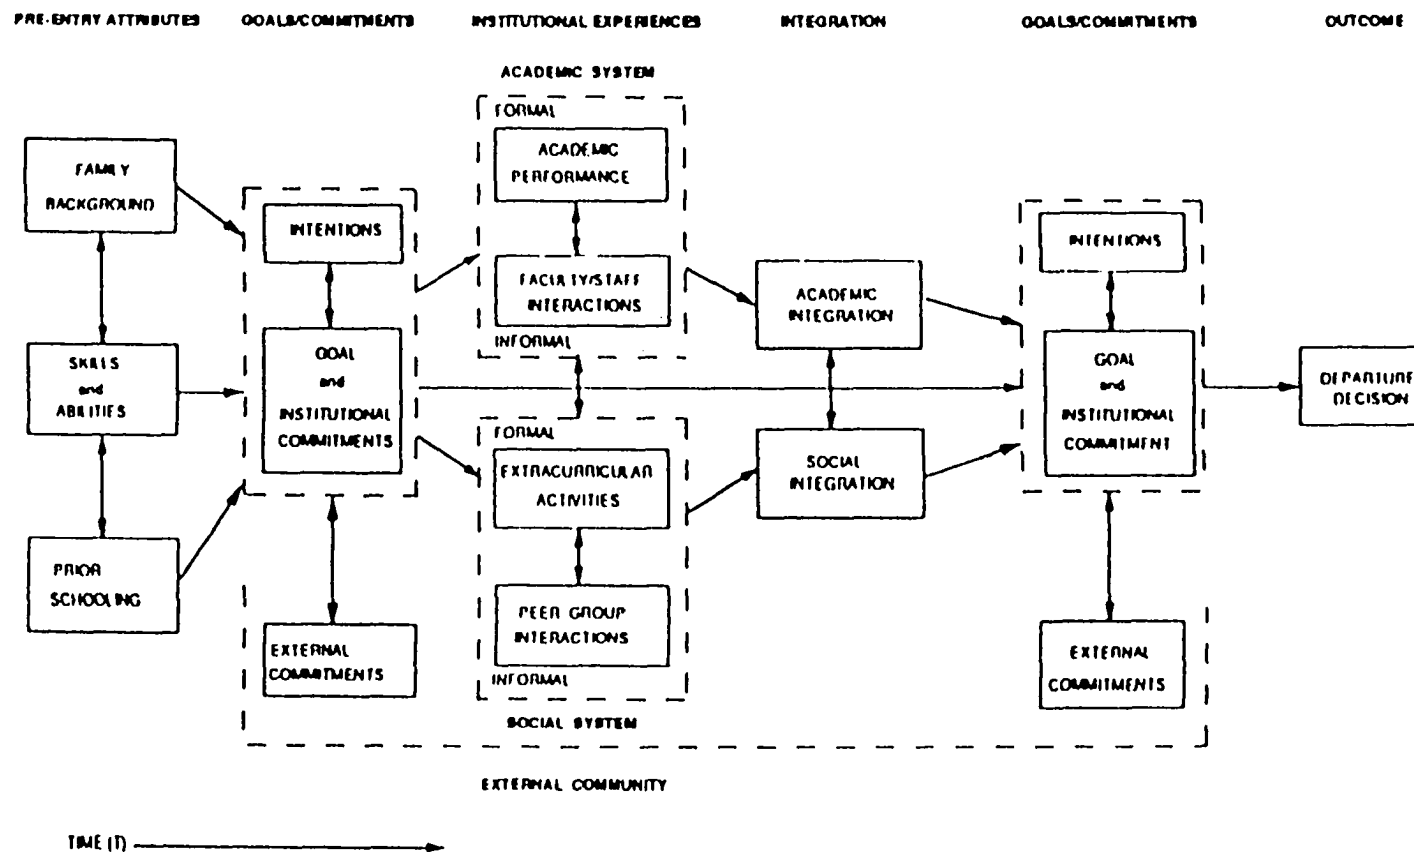 PRE-ENTRY ATTRIBUTES
GOALS/COMMITMENTS
INSTITUTIONAL EXPERIENCES
INTEGRATION
GOALS/COMMITMENTS
OUTCOME
ACADEMIC SYSTEM
FORMAL
FAMILY
BACKGROUND
SKILLS
and
ABILITIES
PRIOR
SCHOOLING
INTENTIONS
GOAL
and
INSTITUTIONAL
COMMITMENTS
EXTERNAL
COMMITMENTS
ACADEMIC
PERFORMANCE
FACULTY/STAFF
INTERACTIONS
INFORMAL
FORMAL
EXTRACURRICULAR
ACTIVITIES
PEER GROUP
INTERACTIONS
INFORMAL
SOCIAL SYSTEM
ACADEMIC
INTEGRATION
SOCIAL
INTEGRATION
INTENTIONS
GOAL
and
INSTITUTIONAL
COMMITMENT
EXTERNAL
COMMITMENTS
DEPARTURE
DECISION
EXTERNAL COMMUNITY
TIME (T)